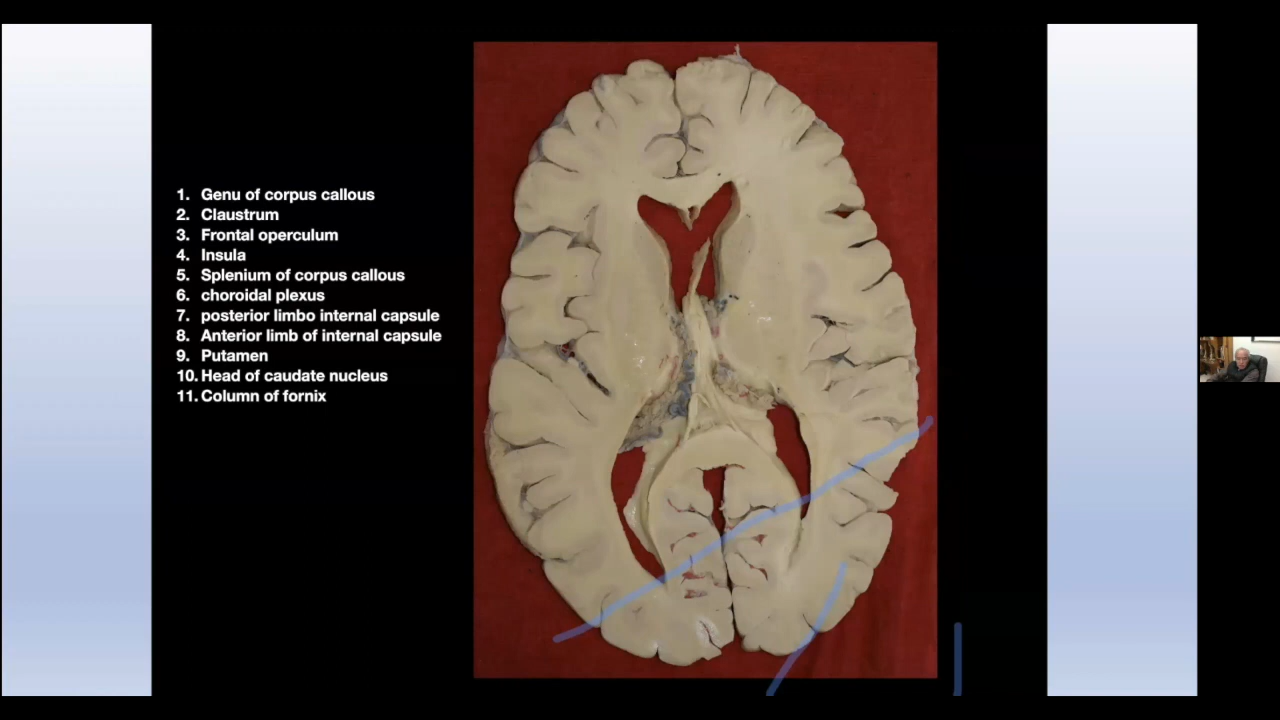 1. Genu of corpus callous
2. Claustrum
3. Frontal operculum
4. Insula
5. Splenium of corpus callous
6. choroidal plexus
7. posterior limbo internal capsule
8. Anterior limb of internal capsule
9. Putamen
10. Head of caudate nucleus
11. Column of fornix